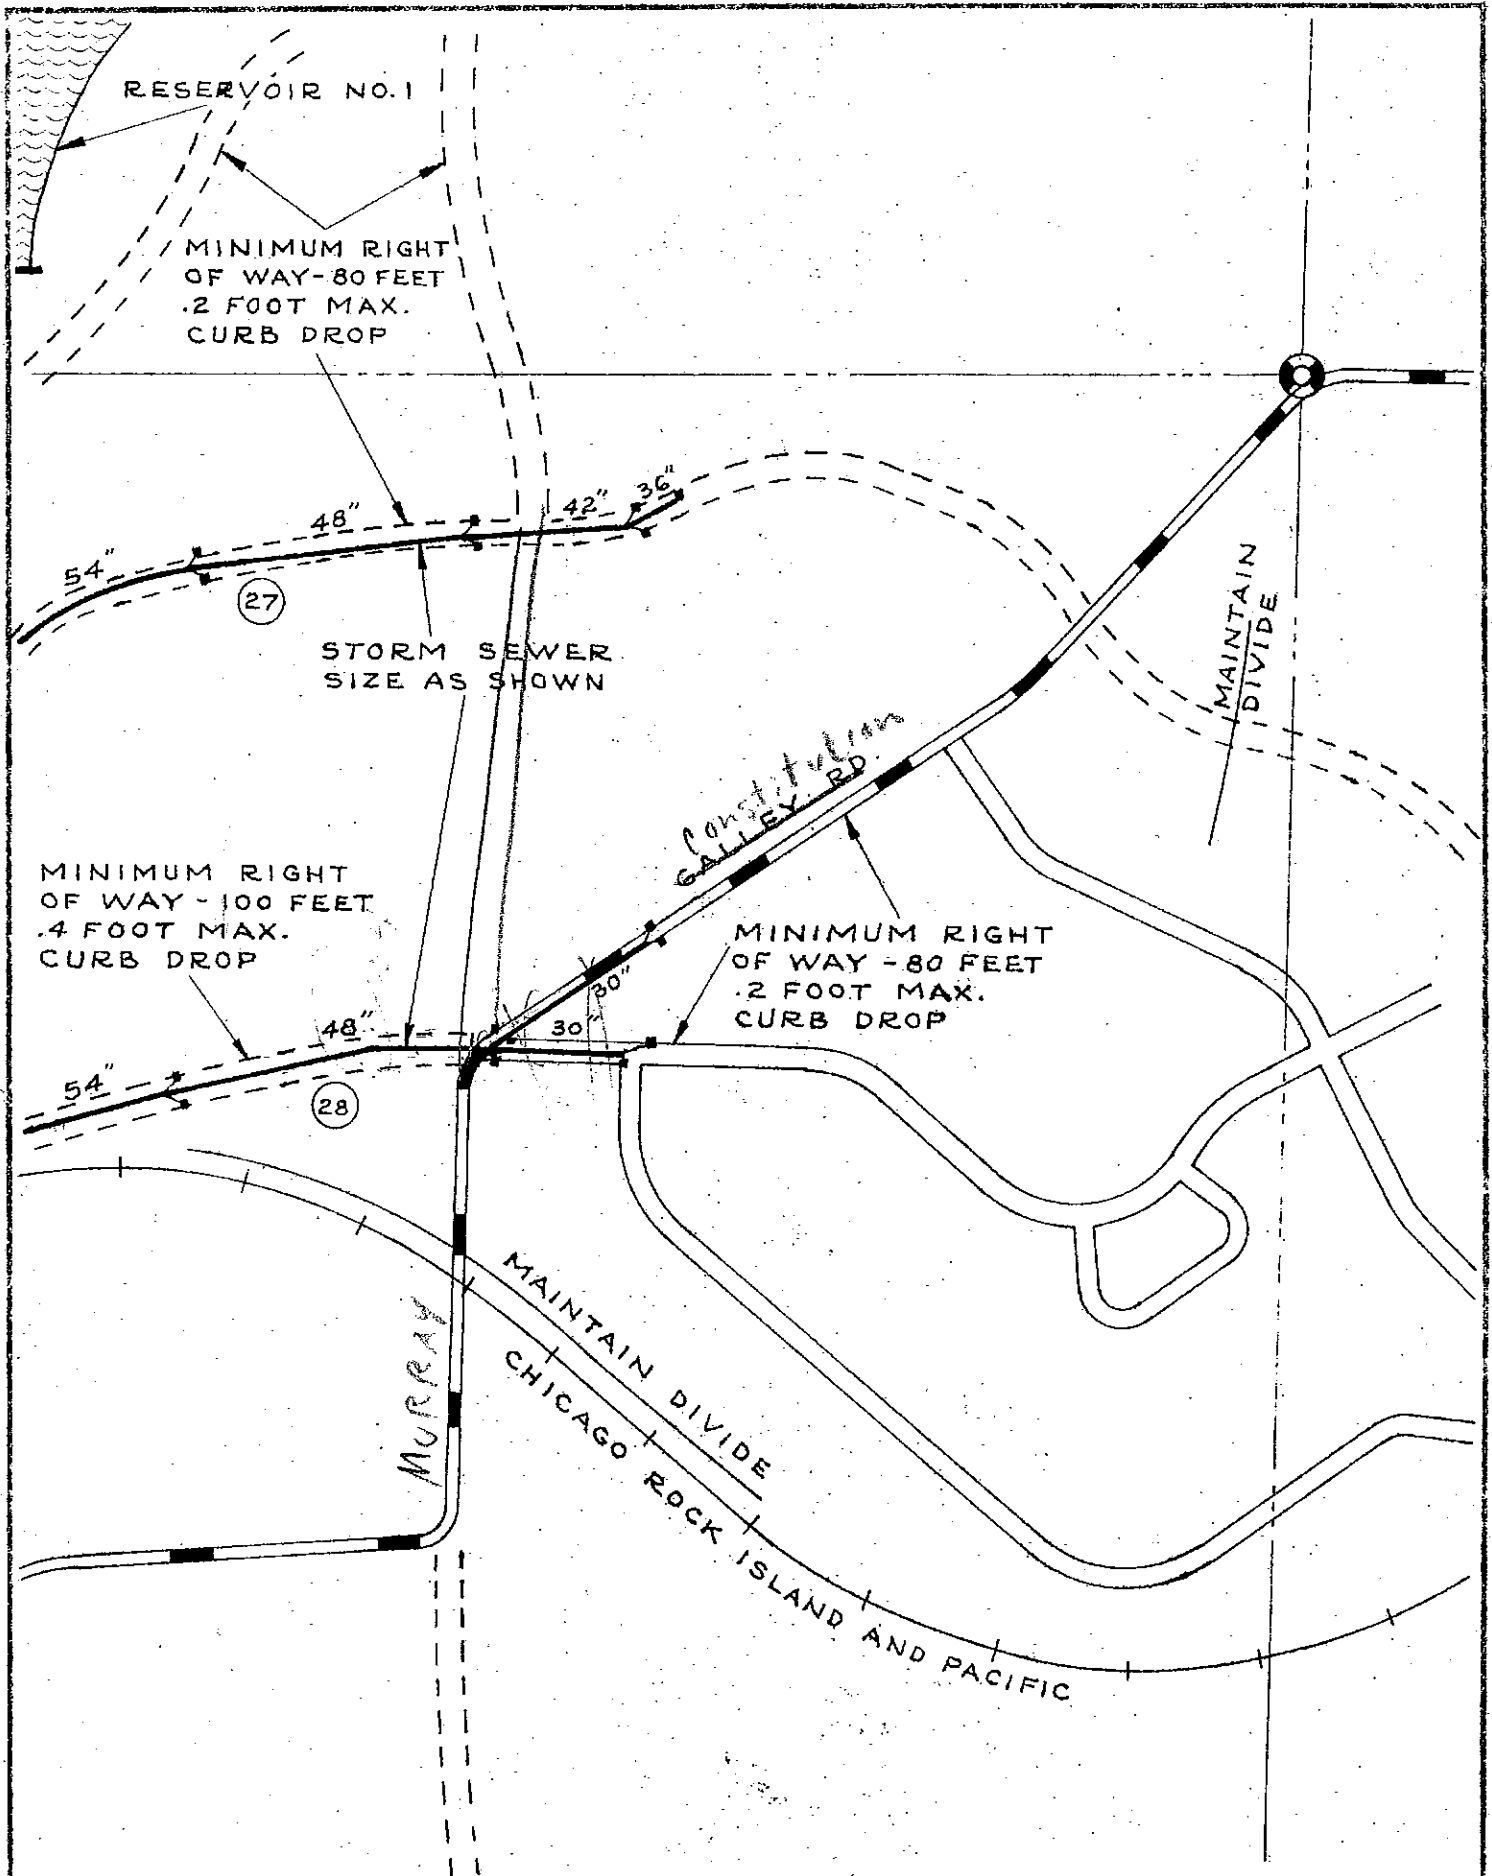 RESERVOIR NO. 1
MINIMUM RIGHT
OF WAY - 80 FEET
.2 FOOT MAX.
CURB DROP
36"
42"
48"
54"
27
STORM SEWER
SIZE AS SHOWN
MAINTAIN
DIVIDE
Constitution
GALLEY RD.
MINIMUM RIGHT
OF WAY - 100 FEET
.4 FOOT MAX.
CURB DROP
MINIMUM RIGHT
OF WAY - 80 FEET
.2 FOOT MAX.
CURB DROP
30"
30"
48"
54"
28
MURRAY
MAINTAIN DIVIDE
CHICAGO ROCK ISLAND AND PACIFIC